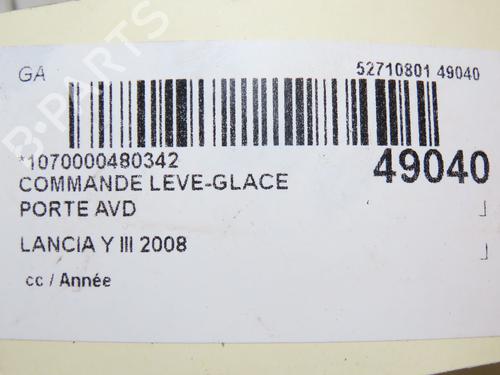 GA 52710801 49040
*1070000480342
49040
COMMANDE LEVE-GLACE
PORTE AVD
LANCIA Y III 2008
cc / Année
B-PARTS